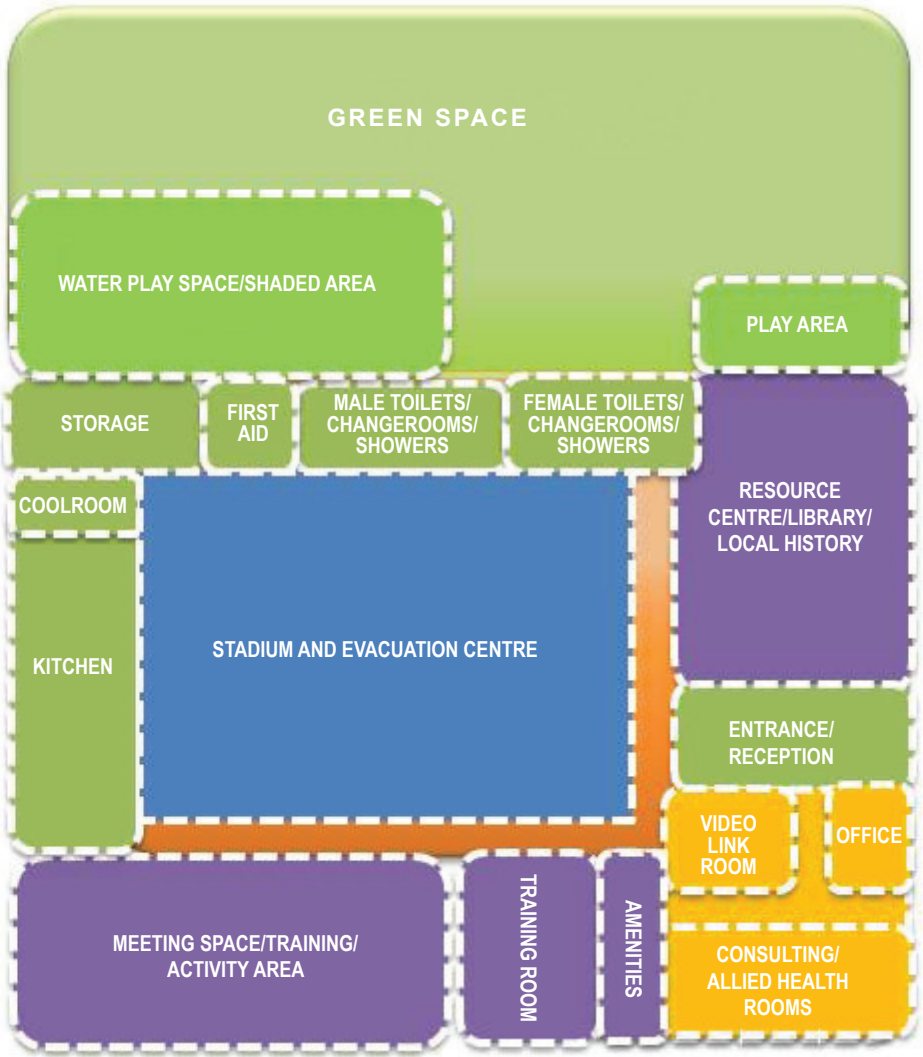 GREEN SPACE
WATER PLAY SPACE/SHADED AREA
PLAY AREA
STORAGE
FIRST
AID
MALE TOILETS/
CHANGEROOMS/
SHOWERS
FEMALE TOILETS/
CHANGEROOMS/
SHOWERS
COOLROOM
RESOURCE
CENTRE/LIBRARY/
LOCAL HISTORY
KITCHEN
STADIUM AND EVACUATION CENTRE
ENTRANCE/
RECEPTION
VIDEO
LINK
ROOM
OFFICE
MEETING SPACE/TRAINING/
ACTIVITY AREA
TRAINING ROOM
AMENITIES
CONSULTING/
ALLIED HEALTH
ROOMS